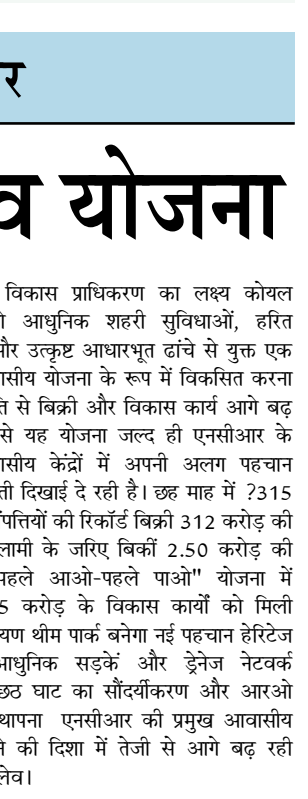 र
व योजना
विकास प्राधिकरण का लक्ष्य कोयल
आधुनिक शहरी सुविधाओं, हरित
और उत्कृष्ट आधारभूत ढांचे से युक्त एक
ासीय योजना के रूप में विकसित करना
ति से बिक्री और विकास कार्य आगे बढ़
से यह योजना जल्द ही एनसीआर के
ासीय केंद्रों में अपनी अलग पहचान
ती दिखाई दे रही है। छह माह में ?315
ंपत्तियों की रिकॉर्ड बिक्री 312 करोड़ की
लामी के जरिए बिकीं 2.50 करोड़ की
पहले आओ-पहले पाओ" योजना में
5 करोड़ के विकास कार्यों को मिली
यण थीम पार्क बनेगा नई पहचान हेरिटेज
आधुनिक सड़कें और ड्रेनेज नेटवर्क
छठ घाट का सौंदर्यीकरण और आरओ
थापना एनसीआर की प्रमुख आवासीय
ने की दिशा में तेजी से आगे बढ़ रही
लेव।